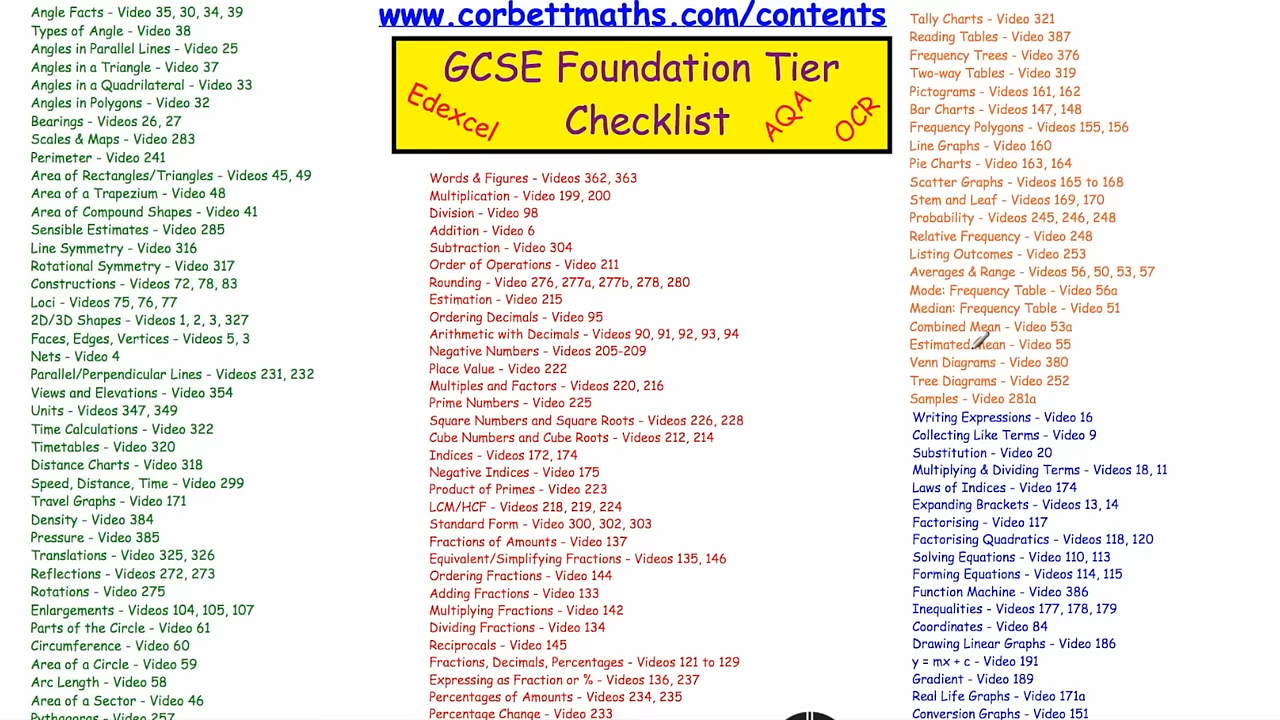 www.corbettmaths.com/contents
GCSE Foundation Tier
Checklist
Edexcel
AQA
OCR
Angle Facts - Video 35, 30, 34, 39
Types of Angle - Video 38
Angles in Parallel Lines - Video 25
Angles in a Triangle - Video 37
Angles in a Quadrilateral - Video 33
Angles in Polygons - Video 32
Bearings - Videos 26, 27
Scales & Maps - Video 283
Perimeter - Video 241
Area of Rectangles/Triangles - Videos 45, 49
Area of a Trapezium - Video 48
Area of Compound Shapes - Video 41
Sensible Estimates - Video 285
Line Symmetry - Video 316
Rotational Symmetry - Video 317
Constructions - Videos 72, 78, 83
Loci - Videos 75, 76, 77
2D/3D Shapes - Videos 1, 2, 3, 327
Faces, Edges, Vertices - Videos 5, 3
Nets - Video 4
Parallel/Perpendicular Lines - Videos 231, 232
Views and Elevations - Video 354
Units - Videos 347, 349
Time Calculations - Video 322
Timetables - Video 320
Distance Charts - Video 318
Speed, Distance, Time - Video 299
Travel Graphs - Video 171
Density - Video 384
Pressure - Video 385
Translations - Video 325, 326
Reflections - Videos 272, 273
Rotations - Video 275
Enlargements - Videos 104, 105, 107
Parts of the Circle - Video 61
Circumference - Video 60
Area of a Circle - Video 59
Arc Length - Video 58
Area of a Sector - Video 46
Pythagoras - Video 257
Words & Figures - Videos 362, 363
Multiplication - Video 199, 200
Division - Video 98
Addition - Video 6
Subtraction - Video 304
Order of Operations - Video 211
Rounding - Video 276, 277a, 277b, 278, 280
Estimation - Video 215
Ordering Decimals - Video 95
Arithmetic with Decimals - Videos 90, 91, 92, 93, 94
Negative Numbers - Videos 205-209
Place Value - Video 222
Multiples and Factors - Videos 220, 216
Prime Numbers - Video 225
Square Numbers and Square Roots - Videos 226, 228
Cube Numbers and Cube Roots - Videos 212, 214
Indices - Videos 172, 174
Negative Indices - Video 175
Product of Primes - Video 223
LCM/HCF - Videos 218, 219, 224
Standard Form - Video 300, 302, 303
Fractions of Amounts - Video 137
Equivalent/Simplifying Fractions - Videos 135, 146
Ordering Fractions - Video 144
Adding Fractions - Video 133
Multiplying Fractions - Video 142
Dividing Fractions - Video 134
Reciprocals - Video 145
Fractions, Decimals, Percentages - Videos 121 to 129
Expressing as Fraction or % - Videos 136, 237
Percentages of Amounts - Videos 234, 235
Percentage Change - Video 233
Tally Charts - Video 321
Reading Tables - Video 387
Frequency Trees - Video 376
Two-way Tables - Video 319
Pictograms - Videos 161, 162
Bar Charts - Videos 147, 148
Frequency Polygons - Videos 155, 156
Line Graphs - Video 160
Pie Charts - Video 163, 164
Scatter Graphs - Videos 165 to 168
Stem and Leaf - Videos 169, 170
Probability - Videos 245, 246, 248
Relative Frequency - Video 248
Listing Outcomes - Video 253
Averages & Range - Videos 56, 50, 53, 57
Mode: Frequency Table - Video 56a
Median: Frequency Table - Video 51
Combined Mean - Video 53a
Estimated Mean - Video 55
Venn Diagrams - Video 380
Tree Diagrams - Video 252
Samples - Video 281a
Writing Expressions - Video 16
Collecting Like Terms - Video 9
Substitution - Video 20
Multiplying & Dividing Terms - Videos 18, 11
Laws of Indices - Video 174
Expanding Brackets - Videos 13, 14
Factorising - Video 117
Factorising Quadratics - Videos 118, 120
Solving Equations - Video 110, 113
Forming Equations - Videos 114, 115
Function Machine - Video 386
Inequalities - Videos 177, 178, 179
Coordinates - Video 84
Drawing Linear Graphs - Video 186
y = mx + c - Video 191
Gradient - Video 189
Real Life Graphs - Video 171a
Conversion Graphs - Video 151